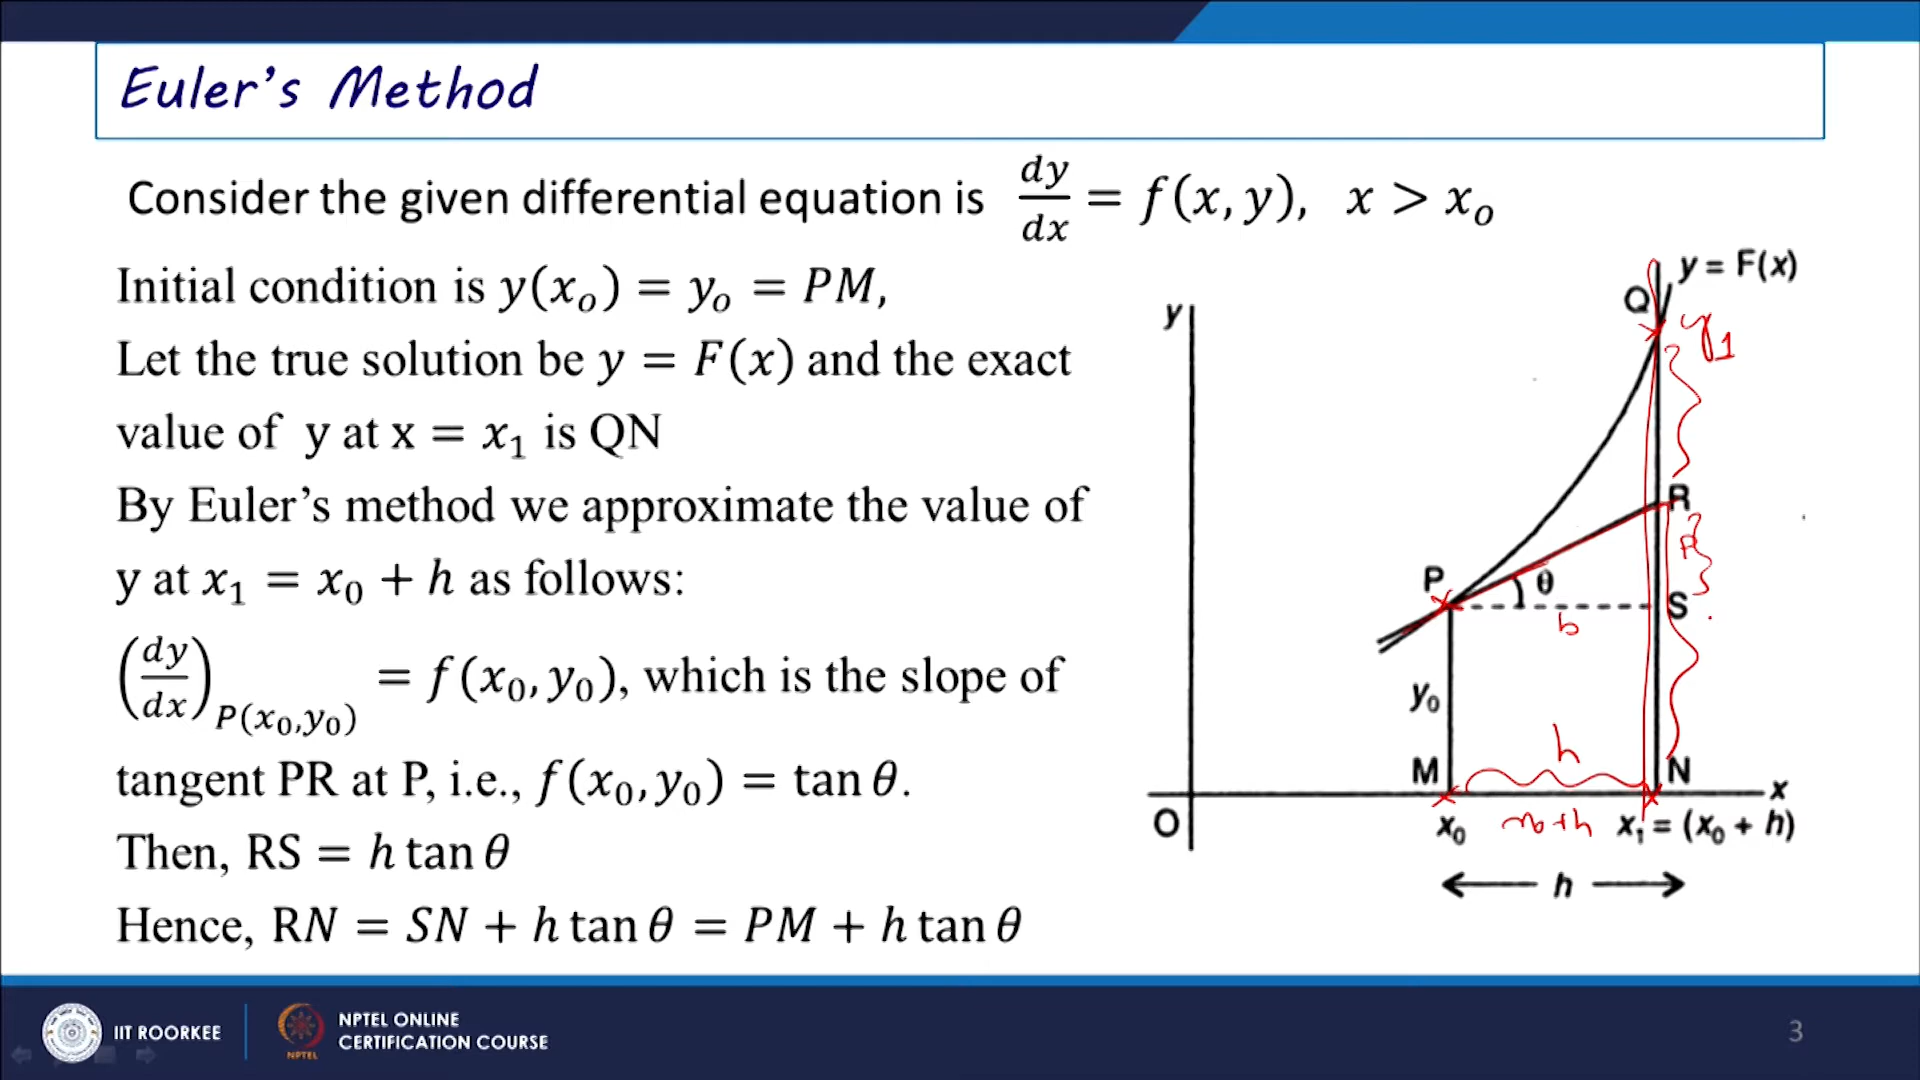 Euler's Method
Consider the given differential equation is dy/dx = f(x, y), x > x₀
Initial condition is y(x₀) = y₀ = PM,
Let the true solution be y = F(x) and the exact
value of y at x = x₁ is QN
By Euler's method we approximate the value of
y at x₁ = x₀ + h as follows:
(dy/dx)P(x₀,y₀) = f(x₀, y₀), which is the slope of
tangent PR at P, i.e., f(x₀, y₀) = tan θ.
Then, RS = h tan θ
Hence, RN = SN + h tan θ = PM + h tan θ
y = F(x)
Q
y
y₁
R
P
θ
S
y₀
h
M
N
x
O
x₀
x₀+h
x₁ = (x₀ + h)
h
IIT ROORKEE
NPTEL
NPTEL ONLINE
CERTIFICATION COURSE
3